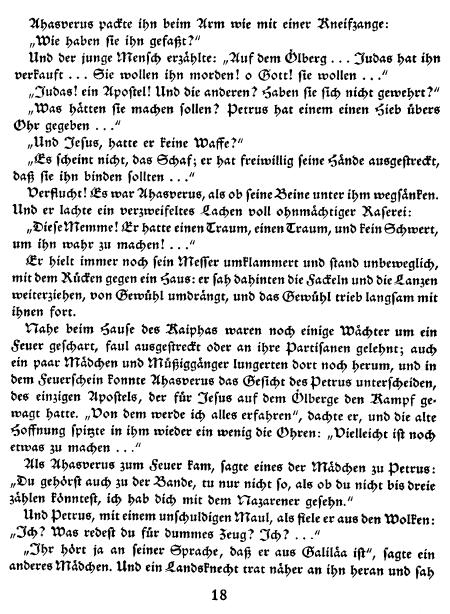 Ahasverus packte ihn beim Arm wie mit einer Kneifzange:
„Wie haben sie ihn gefaßt?“
Und der junge Mensch erzählte: „Auf dem Ölberg ... Judas hat ihn
verkauft ... Sie wollen ihn morden! o Gott! sie wollen ...“
„Judas! ein Apostel! Und die anderen? Haben sie sich nicht gewehrt?“
„Was hätten sie machen sollen? Petrus hat einem einen Hieb übers
Ohr gegeben ...“
„Und Jesus, hatte er keine Waffe?“
„Es scheint nicht, das Schaf; er hat freiwillig seine Hände ausgestreckt,
daß sie ihn binden sollten ...“
Verflucht! Es war Ahasverus, als ob seine Beine unter ihm wegsänken.
Und er lachte ein verzweifeltes Lachen voll ohnmächtiger Raserei:
„Diese Memme! Er hatte einen Traum, einen Traum, und kein Schwert,
um ihn wahr zu machen! ...“
Er hielt immer noch sein Messer umklammert und stand unbeweglich,
mit dem Rücken gegen ein Haus: er sah dahinten die Fackeln und die Lanzen
weiterziehen, von Gewühl umdrängt, und das Gewühl trieb langsam mit
ihnen fort.
Nahe beim Hause des Kaiphas waren noch einige Wächter um ein
Feuer geschart, faul ausgestreckt oder an ihre Partisanen gelehnt; auch
ein paar Mädchen und Müßiggänger lungerten dort noch herum, und in
dem Feuerschein konnte Ahasverus das Gesicht des Petrus unterscheiden,
des einzigen Apostels, der für Jesus auf dem Ölberge den Kampf ge-
wagt hatte. „Von dem werde ich alles erfahren“, dachte er, und die alte
Hoffnung spitzte in ihm wieder ein wenig die Ohren: „Vielleicht ist noch
etwas zu machen ...“
Als Ahasverus zum Feuer kam, sagte eines der Mädchen zu Petrus:
„Du gehörst auch zu der Bande, tu nur nicht so, als ob du nicht bis dreie
zählen könntest, ich hab dich mit dem Nazarener gesehn.“
Und Petrus, mit einem unschuldigen Maul, als fiele er aus den Wolken:
„Ich? Was redest du für dummes Zeug? Ich? ...“
„Ihr hört ja an seiner Sprache, daß er aus Galiläa ist“, sagte ein
anderes Mädchen. Und ein Landsknecht trat näher an ihn heran und sah
18